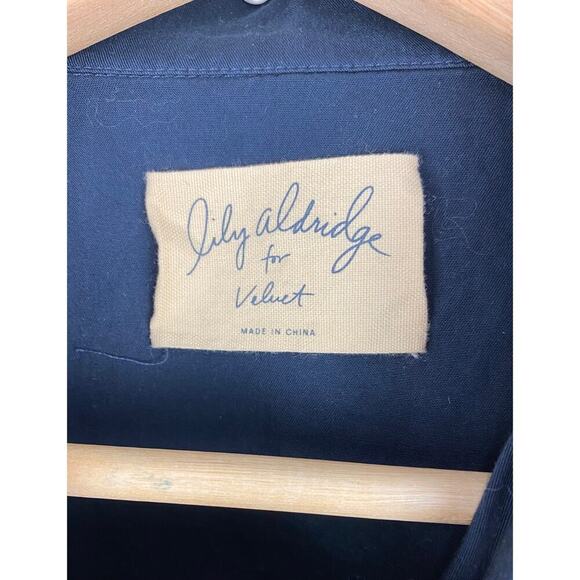 lily aldridge
for
Velvet
MADE IN CHINA